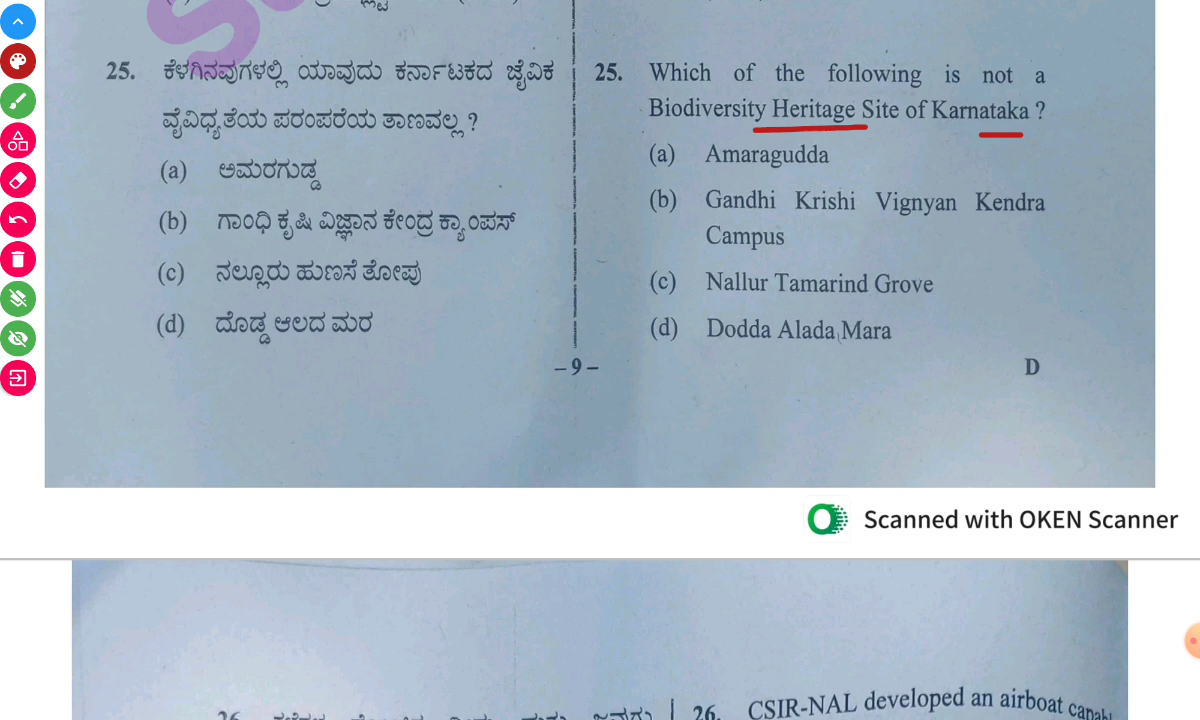 25. ಕೆಳಗಿನವುಗಳಲ್ಲಿ ಯಾವುದು ಕರ್ನಾಟಕದ ಜೈವಿಕ
ವೈವಿಧ್ಯತೆಯ ಪರಂಪರೆಯ ತಾಣವಲ್ಲ ?
(a) ಅಮರಗುಡ್ಡ
(b) ಗಾಂಧಿ ಕೃಷಿ ವಿಜ್ಞಾನ ಕೇಂದ್ರ ಕ್ಯಾಂಪಸ್
(c) ನಲ್ಲೂರು ಹುಣಸೆ ತೋಪು
(d) ದೊಡ್ಡ ಆಲದ ಮರ
25. Which of the following is not a
Biodiversity Heritage Site of Karnataka ?
(a) Amaragudda
(b) Gandhi Krishi Vignyan Kendra
Campus
(c) Nallur Tamarind Grove
(d) Dodda Alada Mara
– 9 –
D
Scanned with OKEN Scanner
26. CSIR-NAL developed an airboat